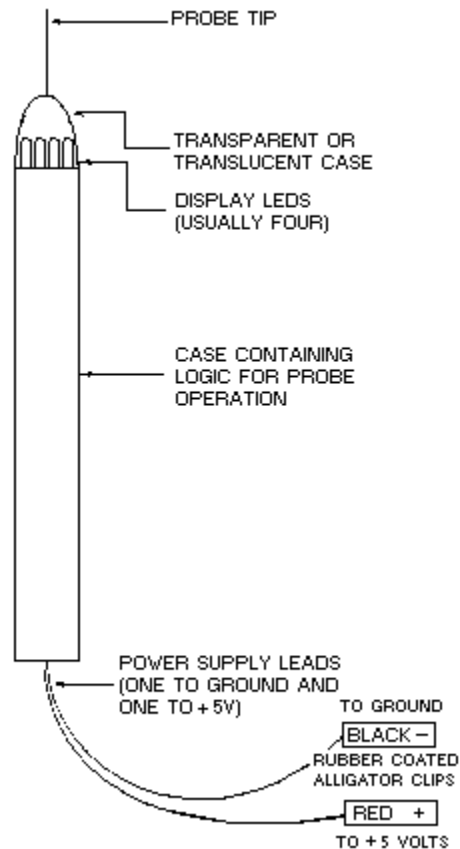 PROBE TIP
TRANSPARENT OR
TRANSLUCENT CASE
DISPLAY LEDS
(USUALLY FOUR)
CASE CONTAINING
LOGIC FOR PROBE
OPERATION
POWER SUPPLY LEADS
(ONE TO GROUND AND
ONE TO + 5V)
TO GROUND
BLACK −
RUBBER COATED
ALLIGATOR CLIPS
RED +
TO + 5 VOLTS